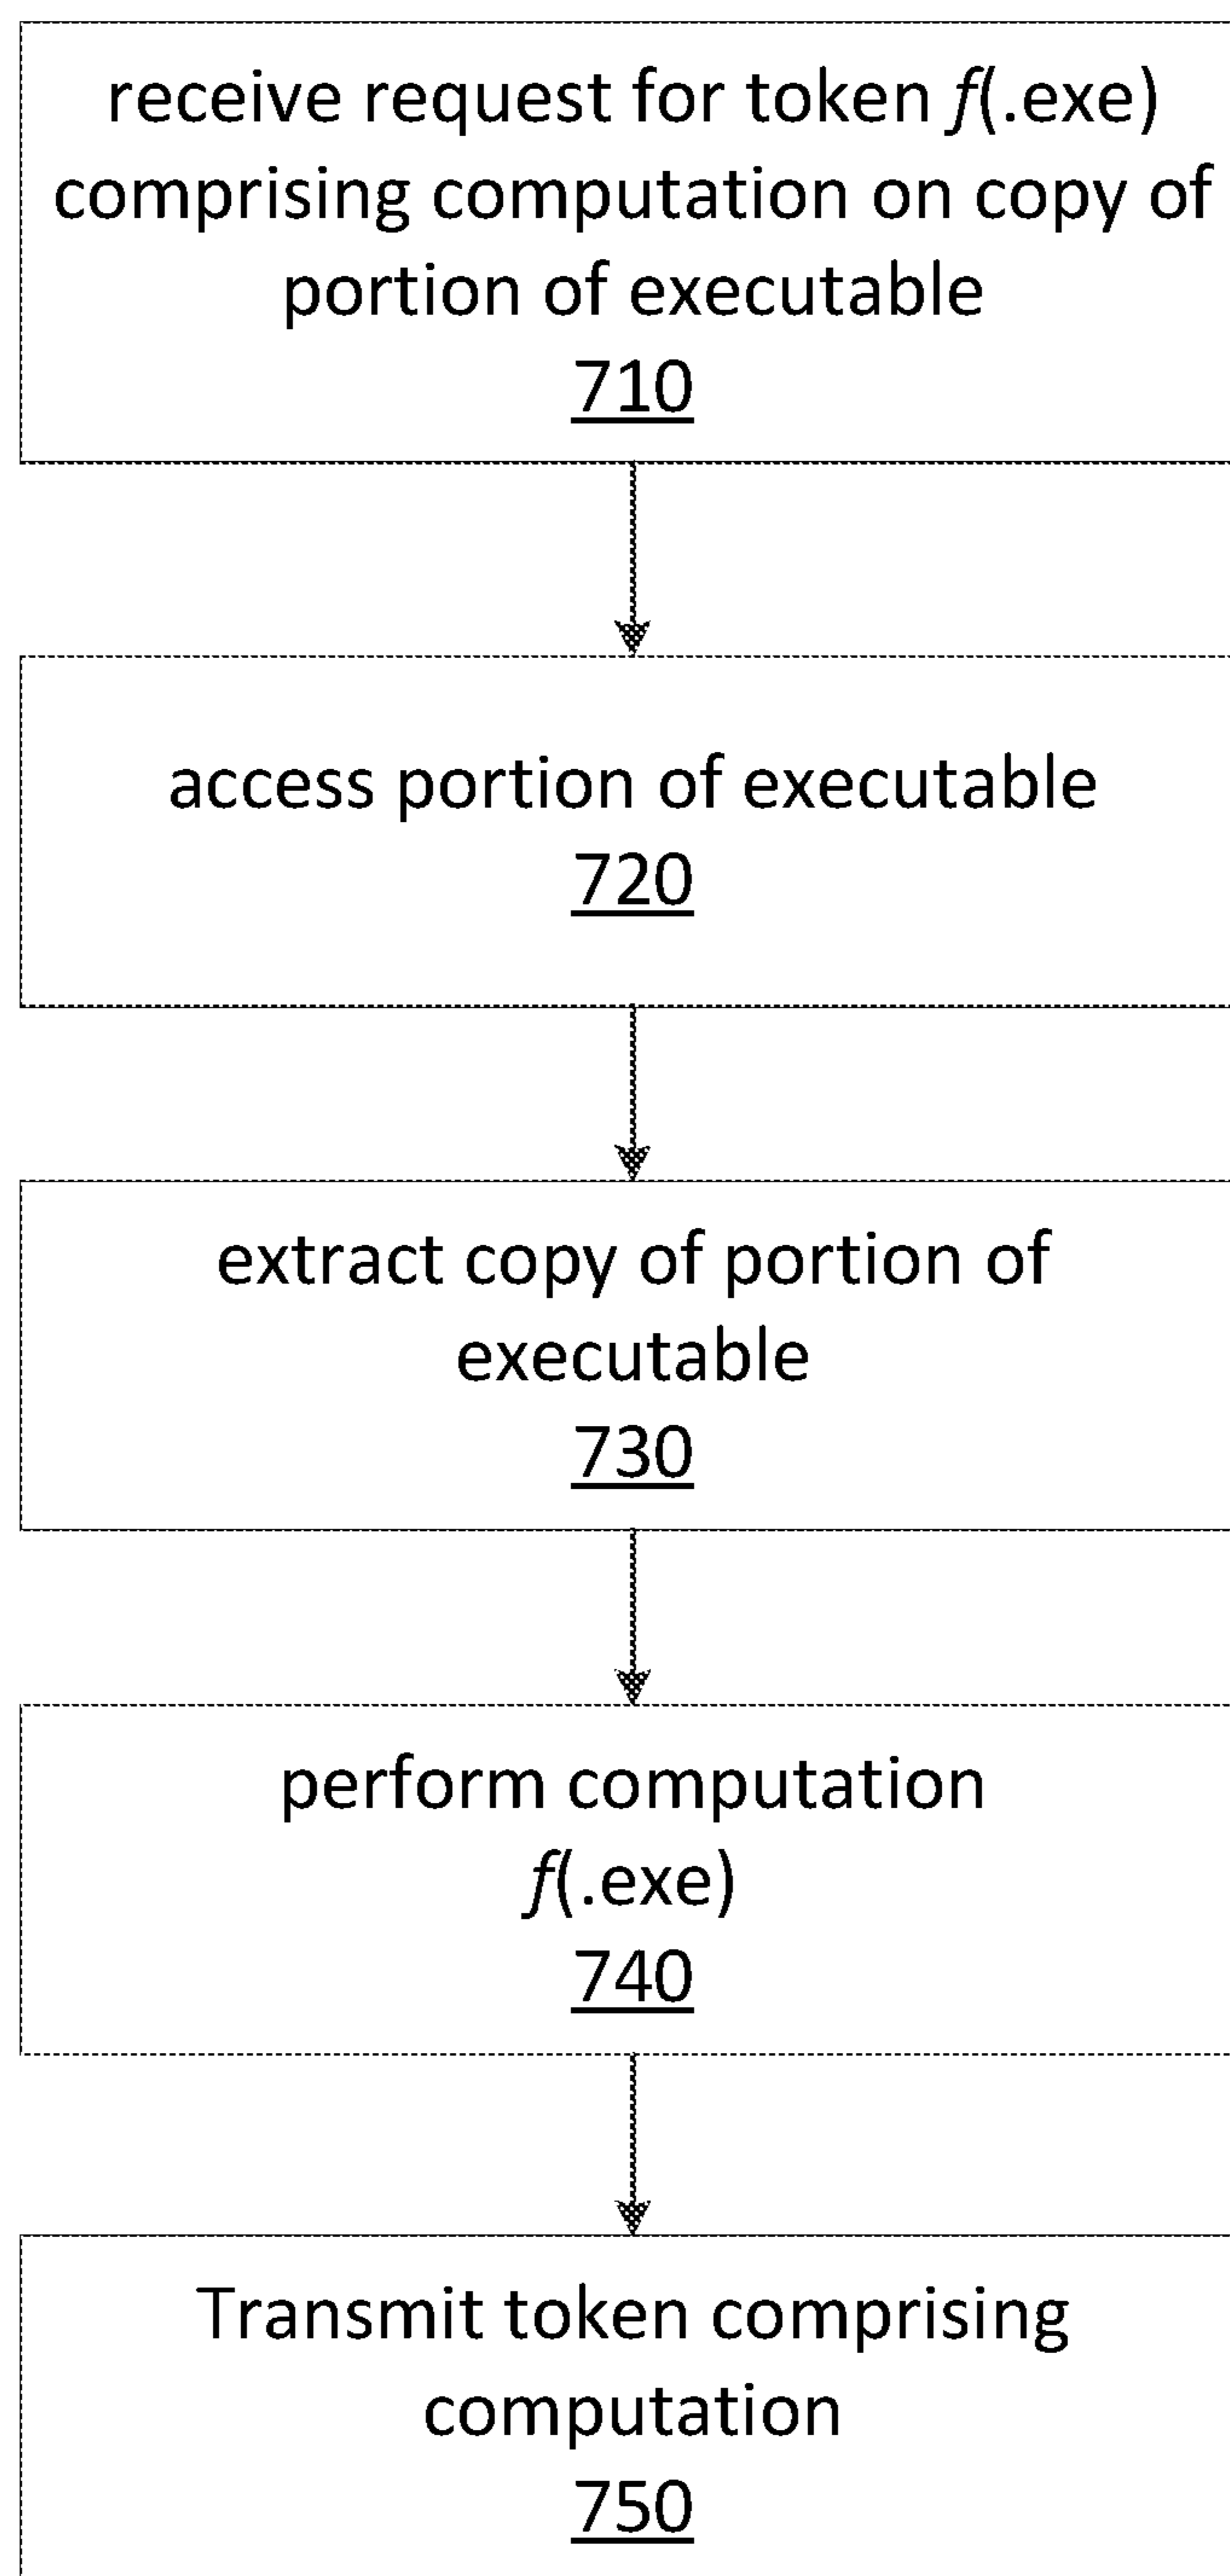 receive request for token f(.exe)
comprising computation on copy of
portion of executable
710
access portion of executable
720
extract copy of portion of
executable
730
perform computation
f(.exe)
740
Transmit token comprising
computation
750